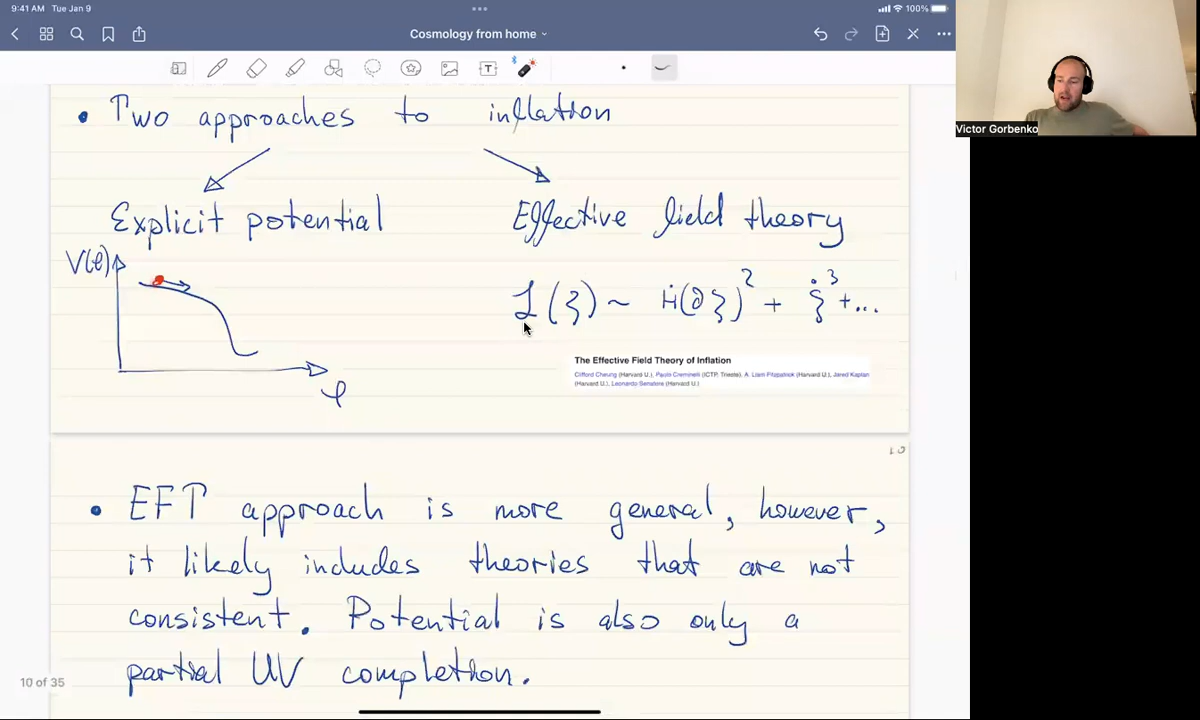 9:41 AM Tue Jan 9
100%
Cosmology from home
Victor Gorbenko
• Two approaches to inflation
Explicit potential
Effective field theory
V(φ)
φ
ℒ(ζ) ~ Ḣ(∂ζ)² + ζ̇³ + ...
The Effective Field Theory of Inflation
Clifford Cheung (Harvard U.), Paolo Creminelli (ICTP, Trieste), A. Liam Fitzpatrick (Harvard U.), Jared Kaplan
(Harvard U.), Leonardo Senatore (Harvard U.)
10
• EFT approach is more general, however,
it likely includes theories that are not
consistent. Potential is also only a
partial UV completion.
10 of 35